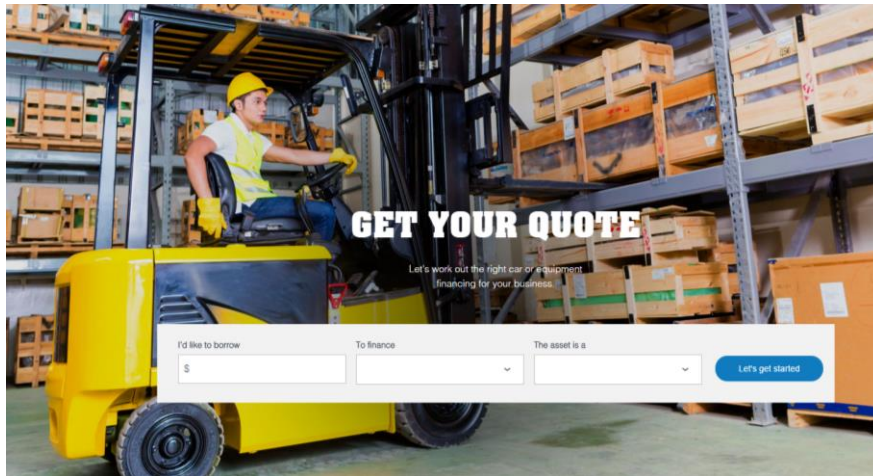 GET YOUR QUOTE
Let's work out the right car or equipment
financing for your business.
I'd like to borrow
To finance
The asset is a
$
Let's get started